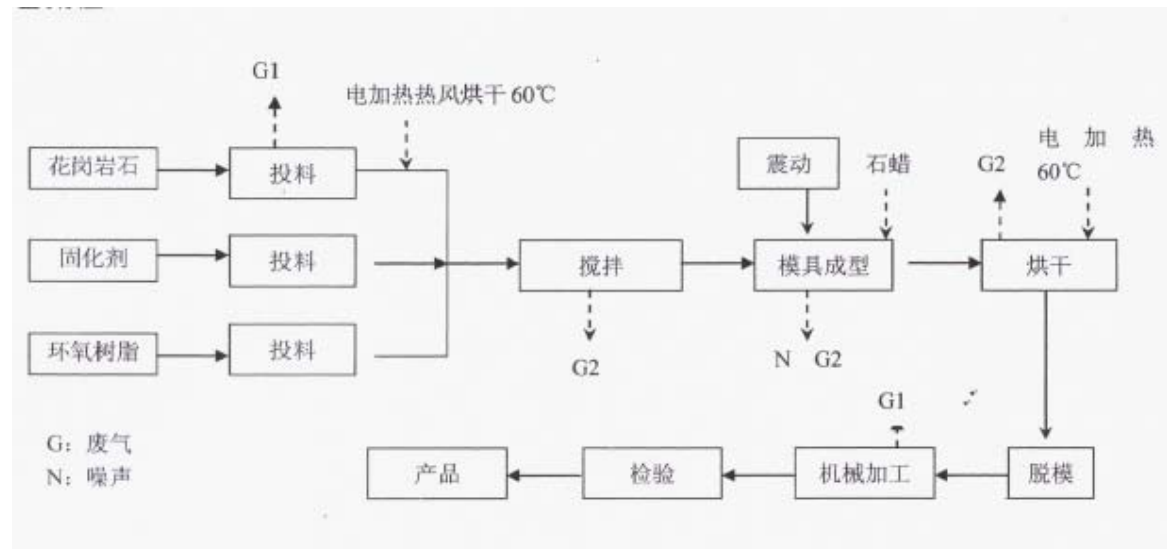 G1
电加热热风烘干 60℃
花岗岩石
投料
固化剂
投料
环氧树脂
投料
搅拌
G2
震动
石蜡
模具成型
N G2
G2
电 加 热
60℃
烘干
G1
产品
检验
机械加工
脱模
G：废气
N：噪声